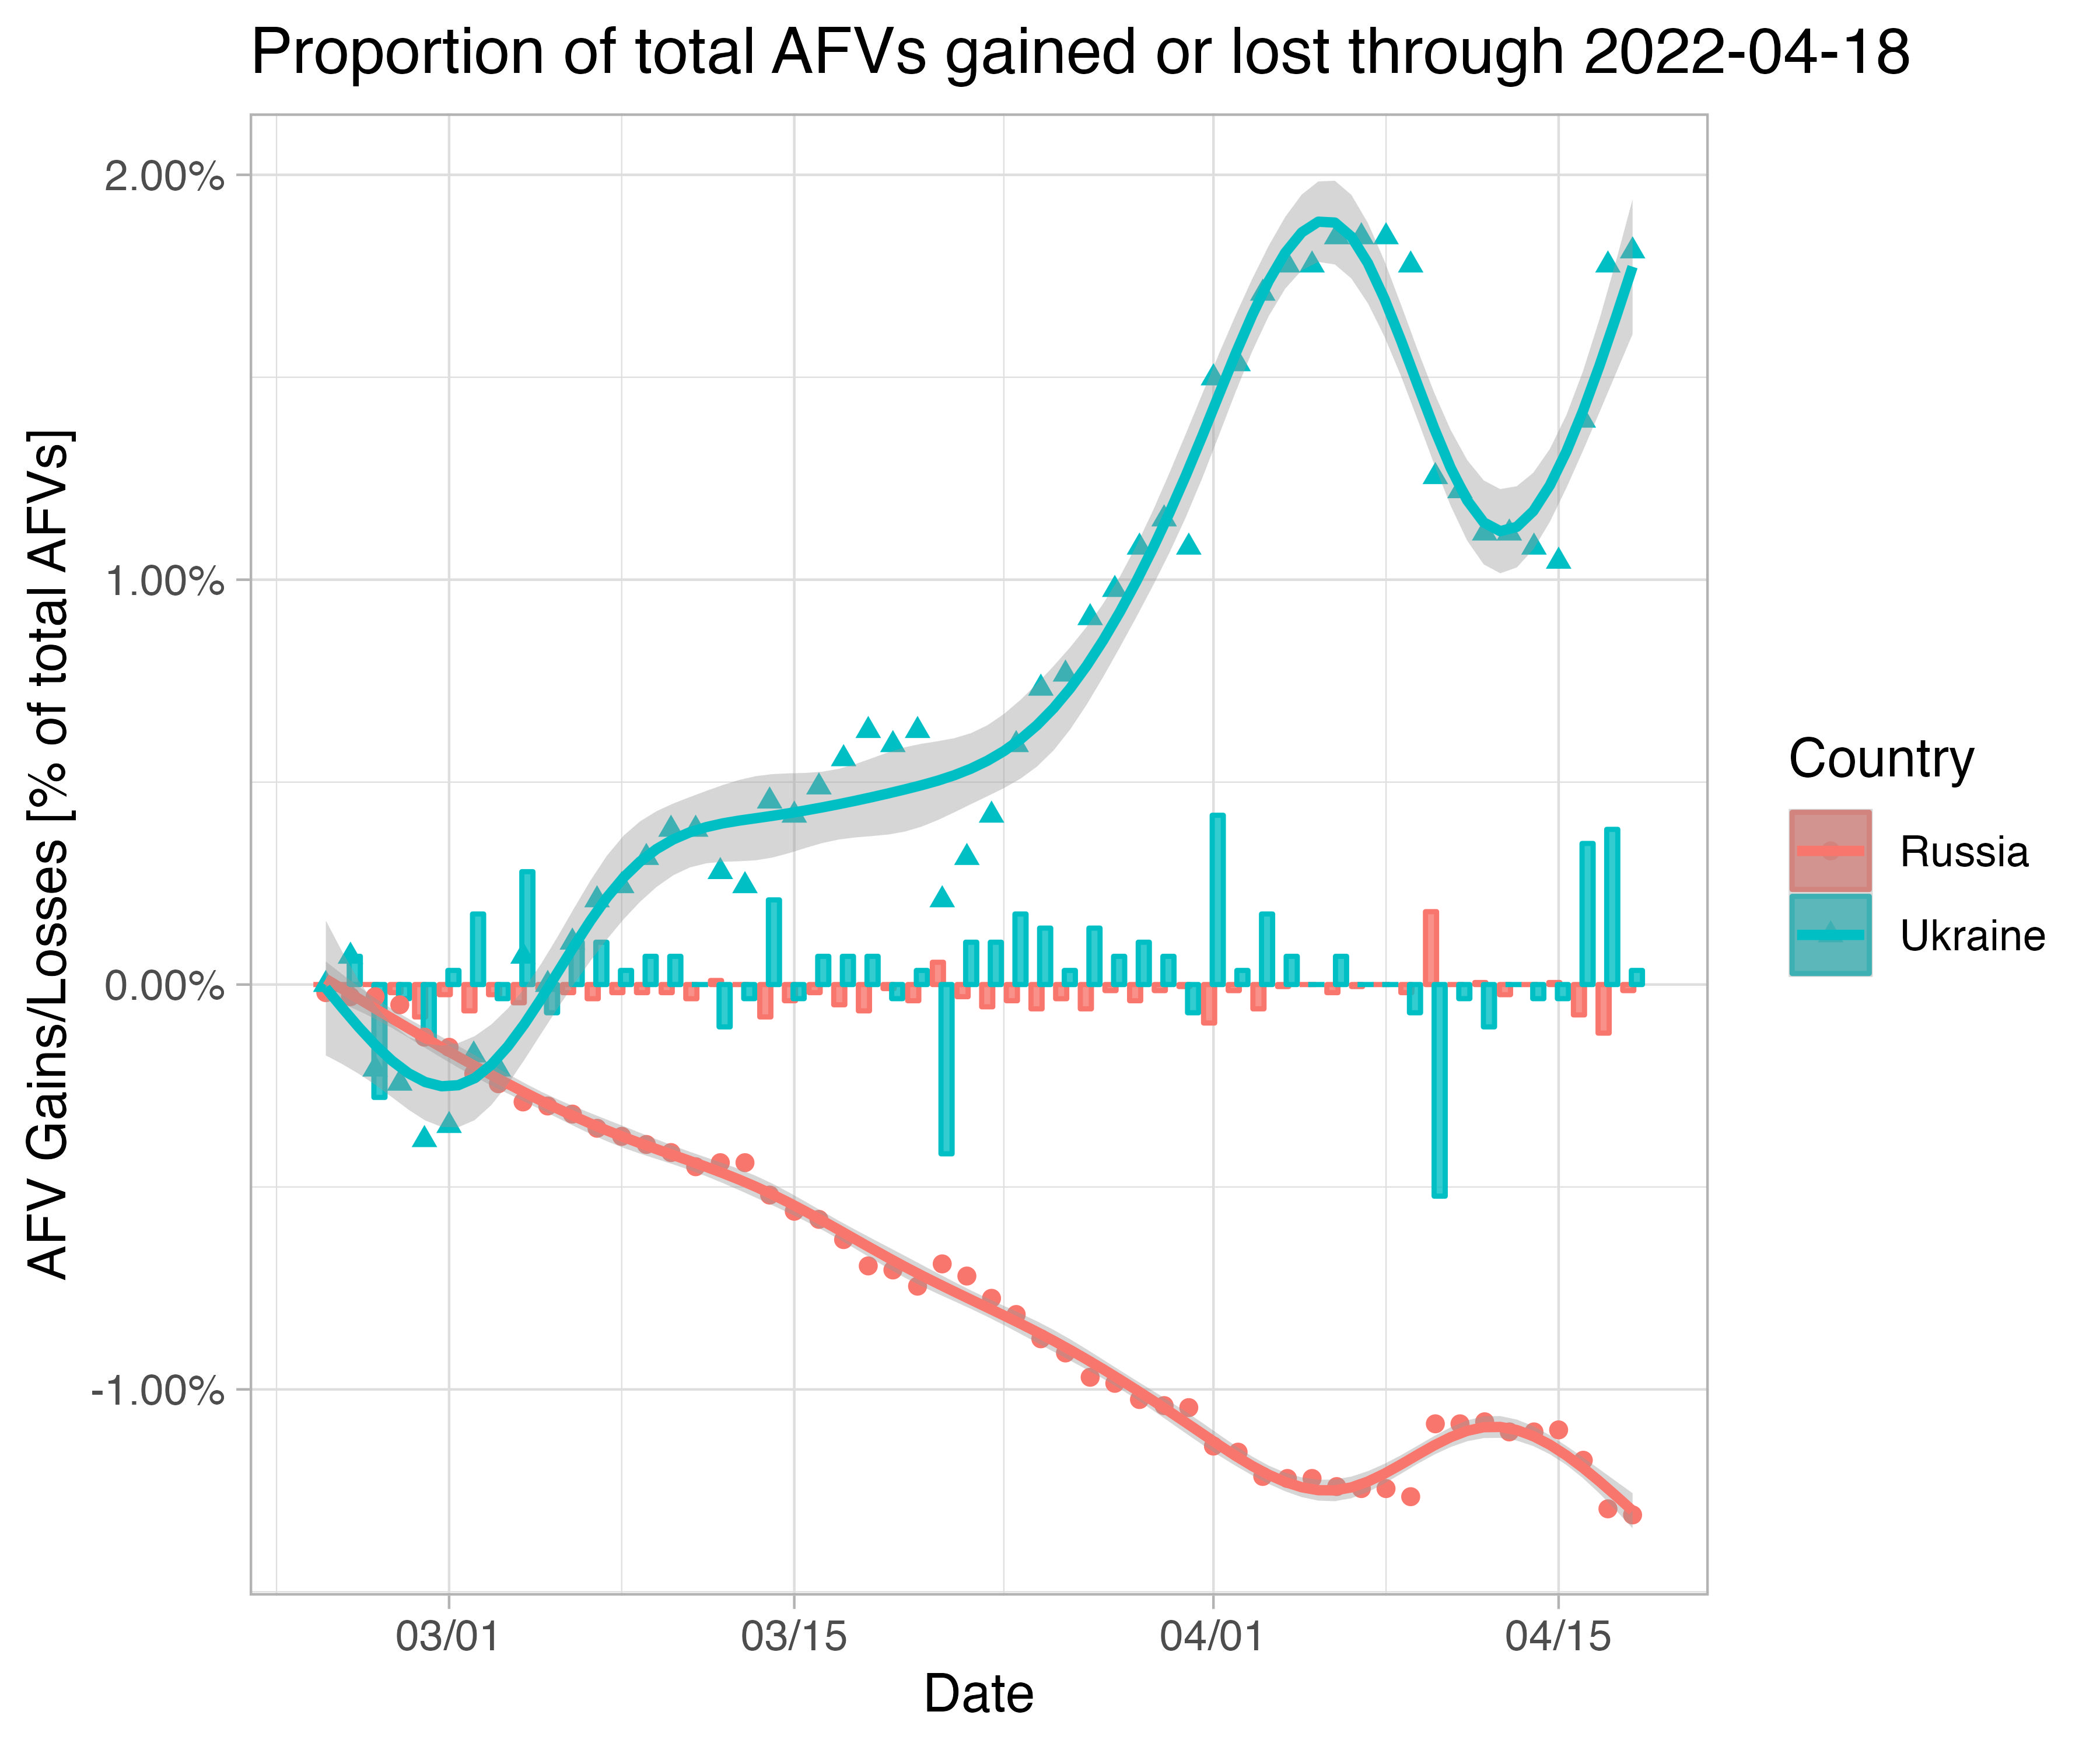 Proportion of total AFVs gained or lost through 2022-04-18
AFV Gains/Losses [% of total AFVs]
2.00%
1.00%
0.00%
-1.00%
03/01
03/15
04/01
04/15
Date
Country
Russia
Ukraine